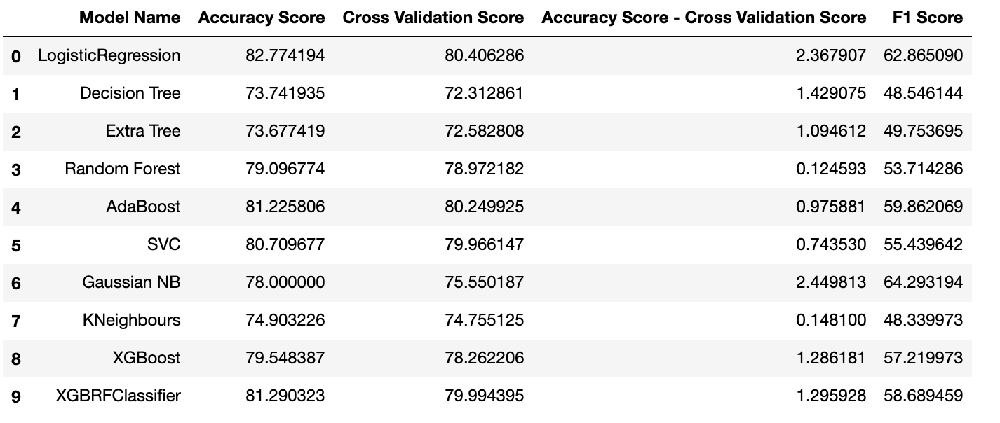 Model Name Accuracy Score Cross Validation Score Accuracy Score - Cross Validation Score F1 Score
0 LogisticRegression 82.774194 80.406286 2.367907 62.865090
1 Decision Tree 73.741935 72.312861 1.429075 48.546144
2 Extra Tree 73.677419 72.582808 1.094612 49.753695
3 Random Forest 79.096774 78.972182 0.124593 53.714286
4 AdaBoost 81.225806 80.249925 0.975881 59.862069
5 SVC 80.709677 79.966147 0.743530 55.439642
6 Gaussian NB 78.000000 75.550187 2.449813 64.293194
7 KNeighbours 74.903226 74.755125 0.148100 48.339973
8 XGBoost 79.548387 78.262206 1.286181 57.219973
9 XGBRFClassifier 81.290323 79.994395 1.295928 58.689459